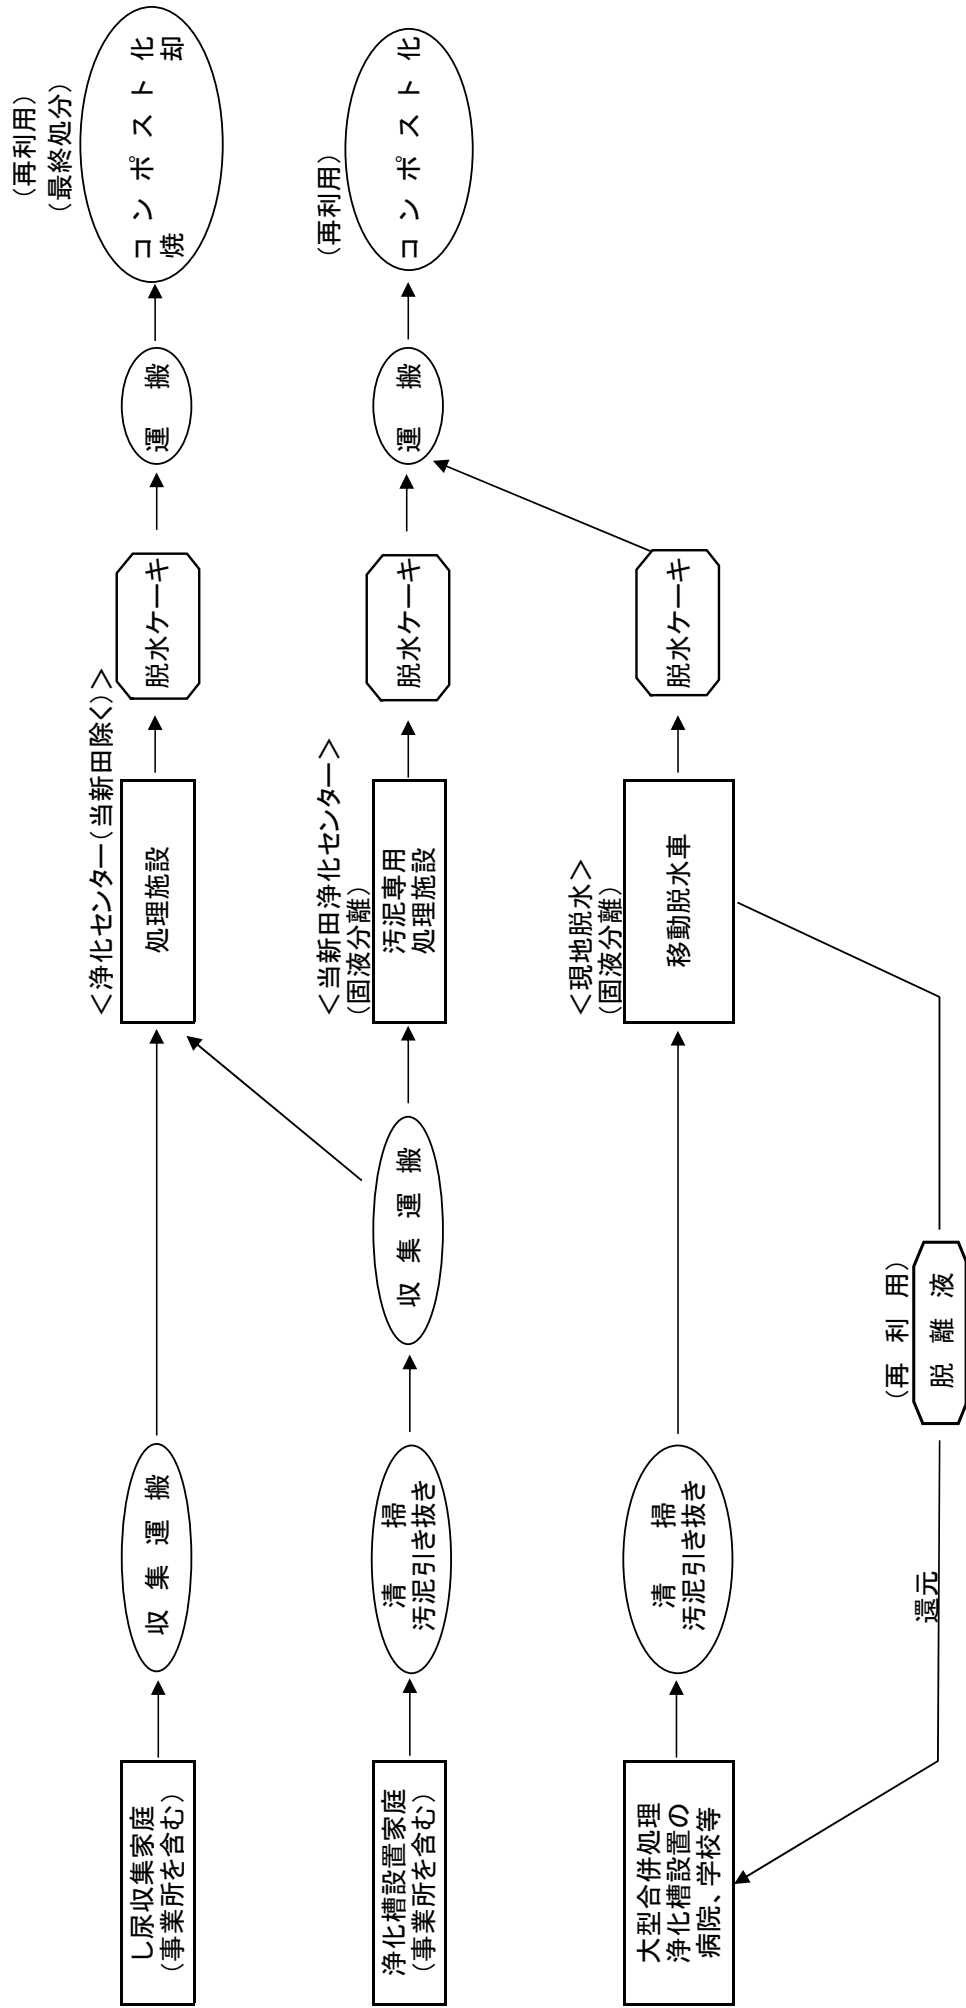 し尿収集家庭
(事業所を含む)
収集運搬
<浄化センター(当新田除く)>
処理施設
脱水ケーキ
運搬
(再利用)
(最終処分)
コンポスト化
焼却
浄化槽設置家庭
(事業所を含む)
清掃
汚泥引き抜き
収集運搬
<当新田浄化センター>
(固液分離)
汚泥専用
処理施設
脱水ケーキ
運搬
(再利用)
コンポスト化
大型合併処理
浄化槽設置の
病院、学校等
清掃
汚泥引き抜き
<現地脱水>
(固液分離)
移動脱水車
脱水ケーキ
還元
(再利用)
脱離液